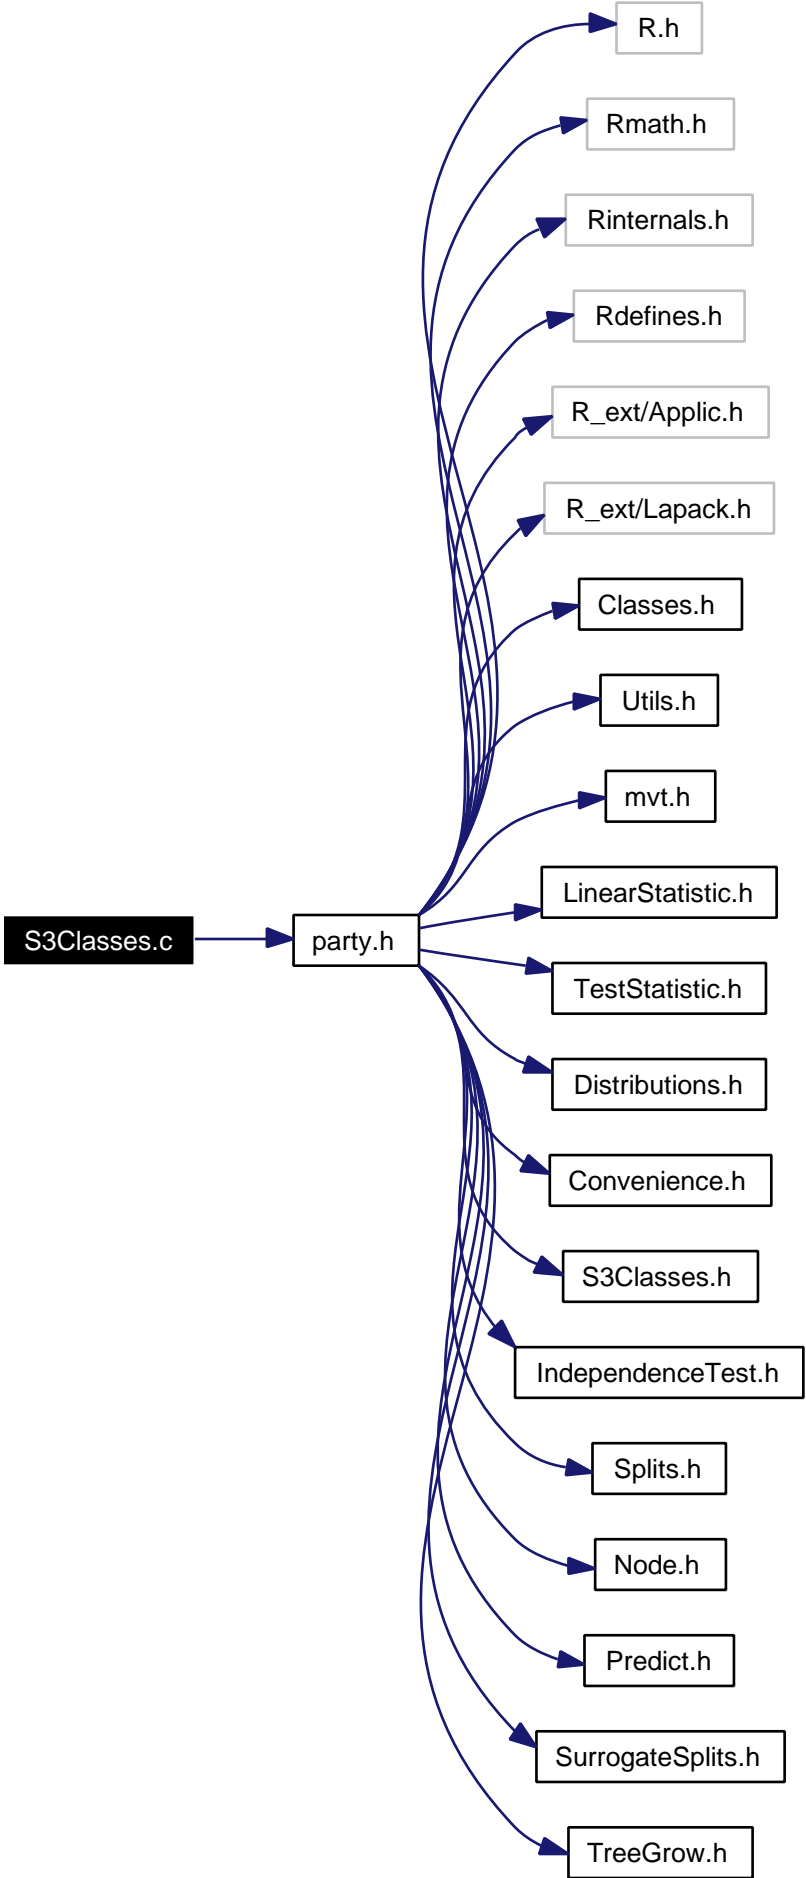 R.h
Rmath.h
Rinternals.h
Rdefines.h
R_ext/Applic.h
R_ext/Lapack.h
Classes.h
Utils.h
mvt.h
LinearStatistic.h
S3Classes.c
party.h
TestStatistic.h
Distributions.h
Convenience.h
S3Classes.h
IndependenceTest.h
Splits.h
Node.h
Predict.h
SurrogateSplits.h
TreeGrow.h